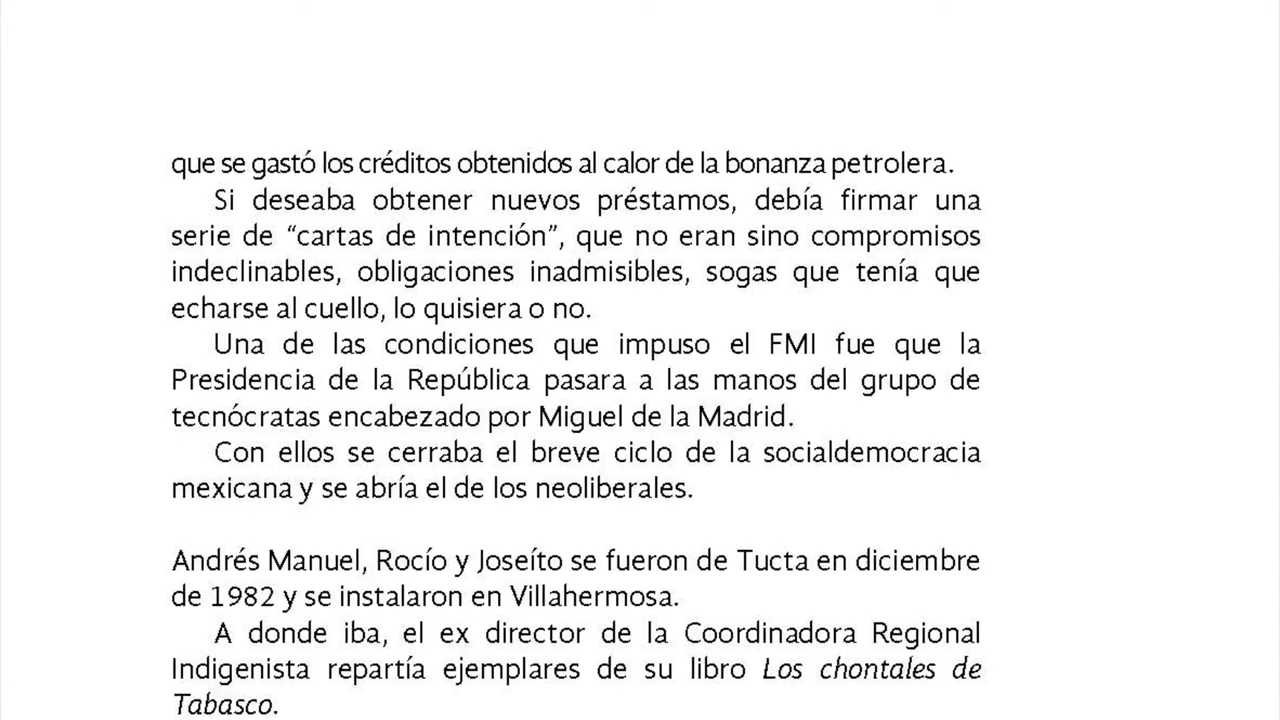 que se gastó los créditos obtenidos al calor de la bonanza petrolera.
Si deseaba obtener nuevos préstamos, debía firmar una
serie de “cartas de intención”, que no eran sino compromisos
indeclinables, obligaciones inadmisibles, sogas que tenía que
echarse al cuello, lo quisiera o no.
Una de las condiciones que impuso el FMI fue que la
Presidencia de la República pasara a las manos del grupo de
tecnócratas encabezado por Miguel de la Madrid.
Con ellos se cerraba el breve ciclo de la socialdemocracia
mexicana y se abría el de los neoliberales.
Andrés Manuel, Rocío y Joseíto se fueron de Tucta en diciembre
de 1982 y se instalaron en Villahermosa.
A donde iba, el ex director de la Coordinadora Regional
Indigenista repartía ejemplares de su libro Los chontales de
Tabasco.